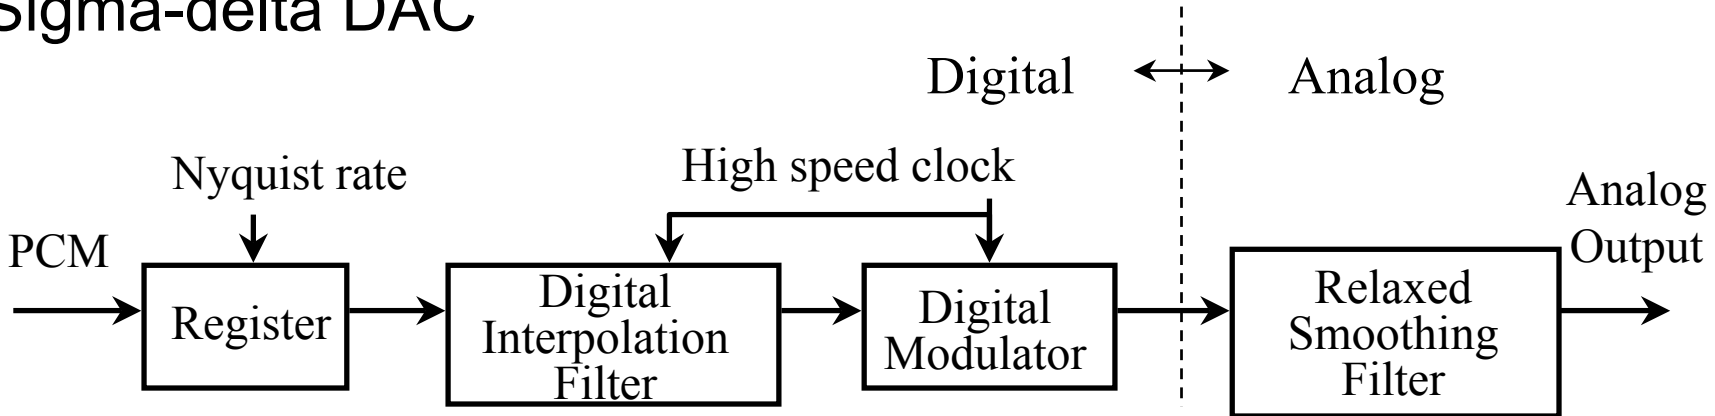 Sigma-delta DAC
Digital
Analog
Nyquist rate
High speed clock
Analog
Output
PCM
Register
Digital
Interpolation
Filter
Digital
Modulator
Relaxed
Smoothing
Filter